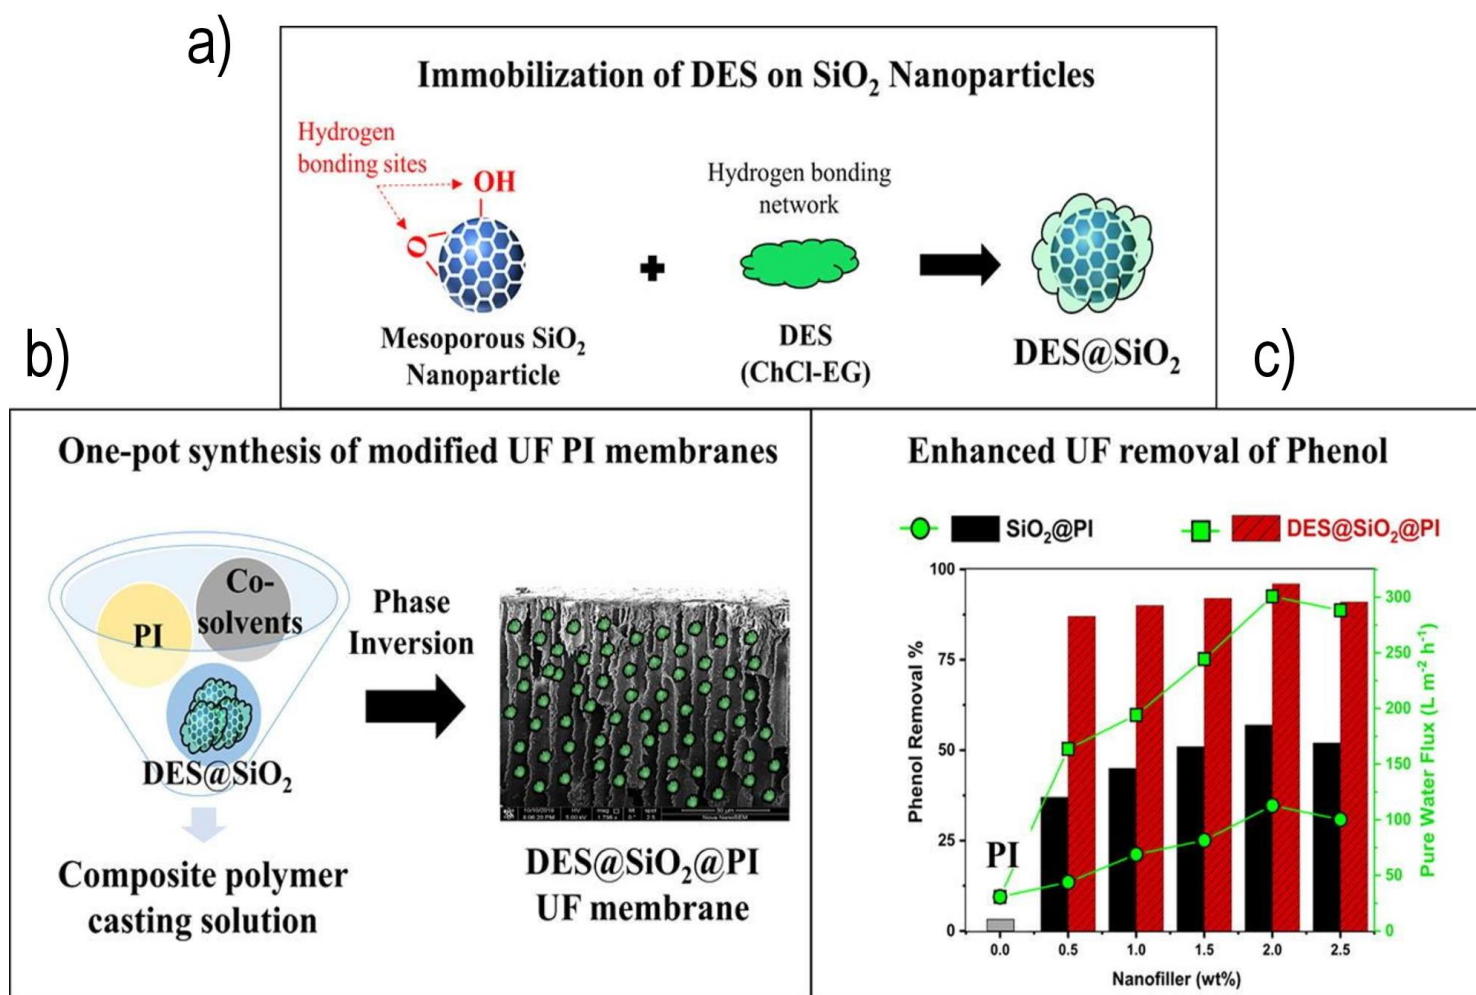 a)
Immobilization of DES on SiO₂ Nanoparticles
Hydrogen
bonding sites
OH
O
Hydrogen bonding
network
Mesoporous SiO₂
Nanoparticle
DES
(ChCl-EG)
DES@SiO₂
b)
One-pot synthesis of modified UF PI membranes
PI
Co-
solvents
DES@SiO₂
Phase
Inversion
Composite polymer
casting solution
DES@SiO₂@PI
UF membrane
c)
Enhanced UF removal of Phenol
SiO₂@PI
DES@SiO₂@PI
Phenol Removal %
100
75
50
25
0
PI
0.0
0.5
1.0
1.5
2.0
2.5
Nanofiller (wt%)
300
250
200
150
100
50
0
Pure Water Flux (L m⁻² h⁻¹)